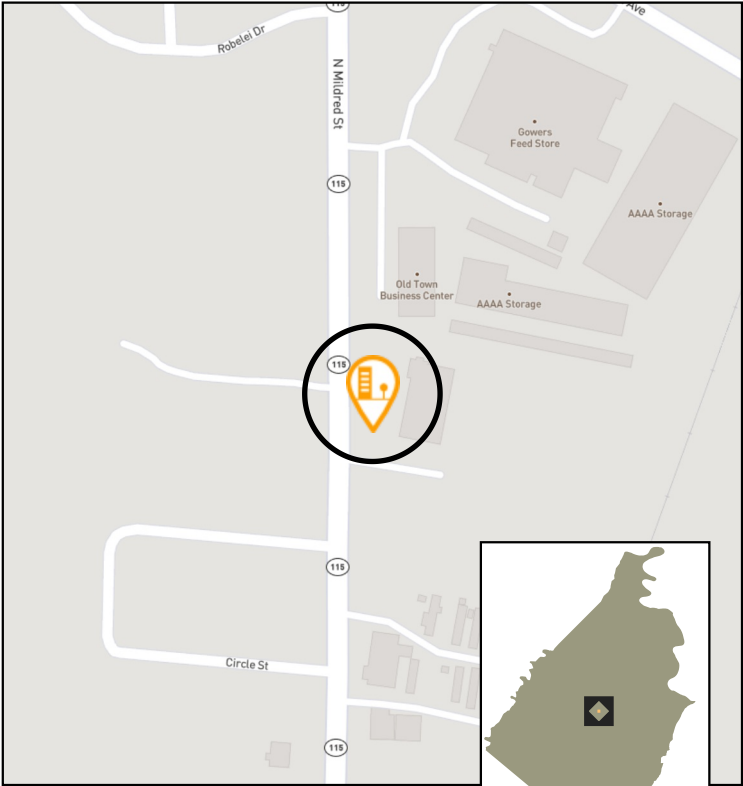 115
Ave
Robelei Dr
N Mildred St
Gowers
Feed Store
115
AAAA Storage
Old Town
Business Center
AAAA Storage
115
115
Circle St
115